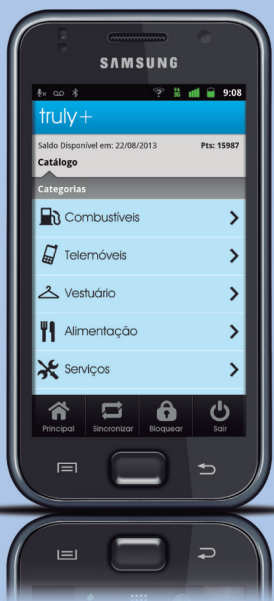 SAMSUNG
9:08
truly+
Saldo Disponível em: 22/08/2013 Pts: 15987
Catálogo
Categorias
Combustíveis
Telemóveis
Vestuário
Alimentação
Serviços
Principal Sincronizar Bloquear Sair